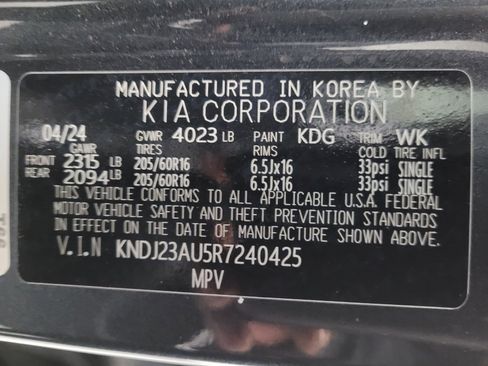 MANUFACTURED IN KOREA BY
KIA CORPORATION
04/24 GVWR 4023 LB PAINT KDG TRIM WK
GAWR TIRES RIMS COLD TIRE INFL
FRONT 2315 LB 205/60R16 6.5Jx16 33psi SINGLE
REAR 2094 LB 205/60R16 6.5Jx16 33psi SINGLE
THIS VEHICLE CONFORMS TO ALL APPLICABLE U.S.A. FEDERAL
MOTOR VEHICLE SAFETY AND THEFT PREVENTION STANDARDS
IN EFFECT ON THE DATE OF MANUFACTURE SHOWN ABOVE.
V.I.N KNDJ23AU5R7240425
MPV